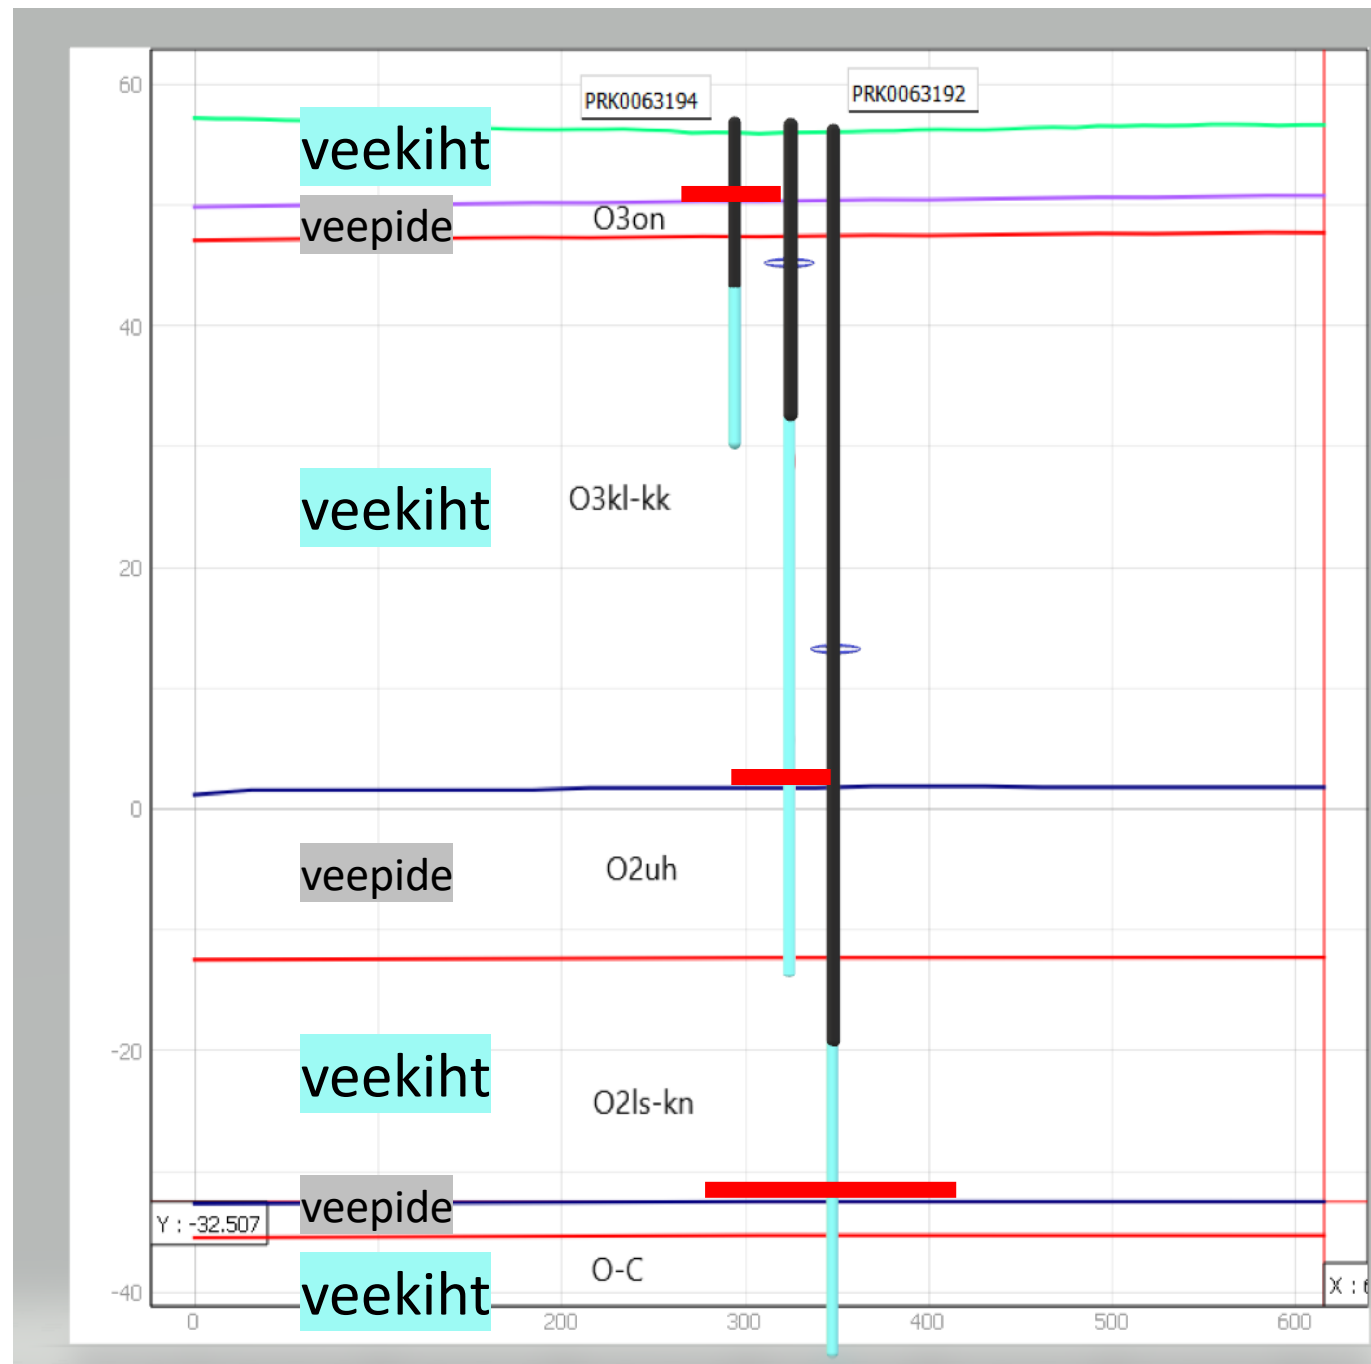 60
PRK0063194
PRK0063192
veekiht
veepide
O3on
40
veekiht
O3kl-kk
20
0
veepide
O2uh
-20
veekiht
O2ls-kn
veepide
Y : -32.507
O-C
veekiht
-40
X :
0
200
300
400
500
600